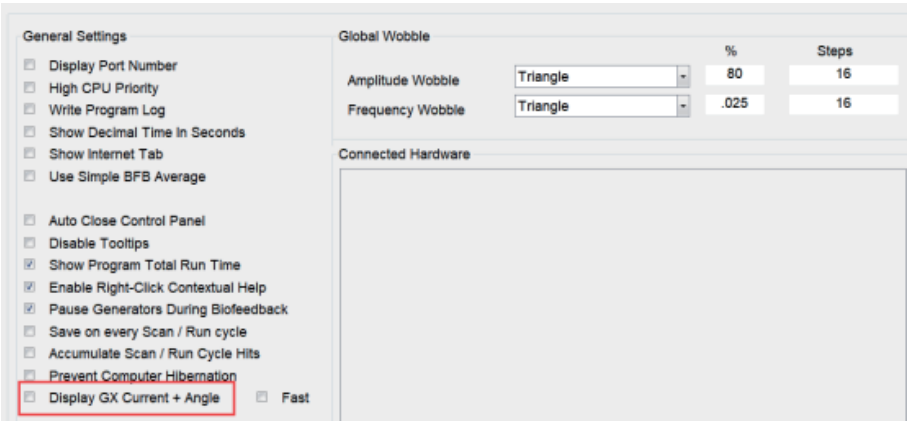 General Settings
Display Port Number
High CPU Priority
Write Program Log
Show Decimal Time In Seconds
Show Internet Tab
Use Simple BFB Average
Auto Close Control Panel
Disable Tooltips
Show Program Total Run Time
Enable Right-Click Contextual Help
Pause Generators During Biofeedback
Save on every Scan / Run cycle
Accumulate Scan / Run Cycle Hits
Prevent Computer Hibernation
Display GX Current + Angle Fast
Global Wobble
% Steps
Amplitude Wobble Triangle 80 16
Frequency Wobble Triangle .025 16
Connected Hardware